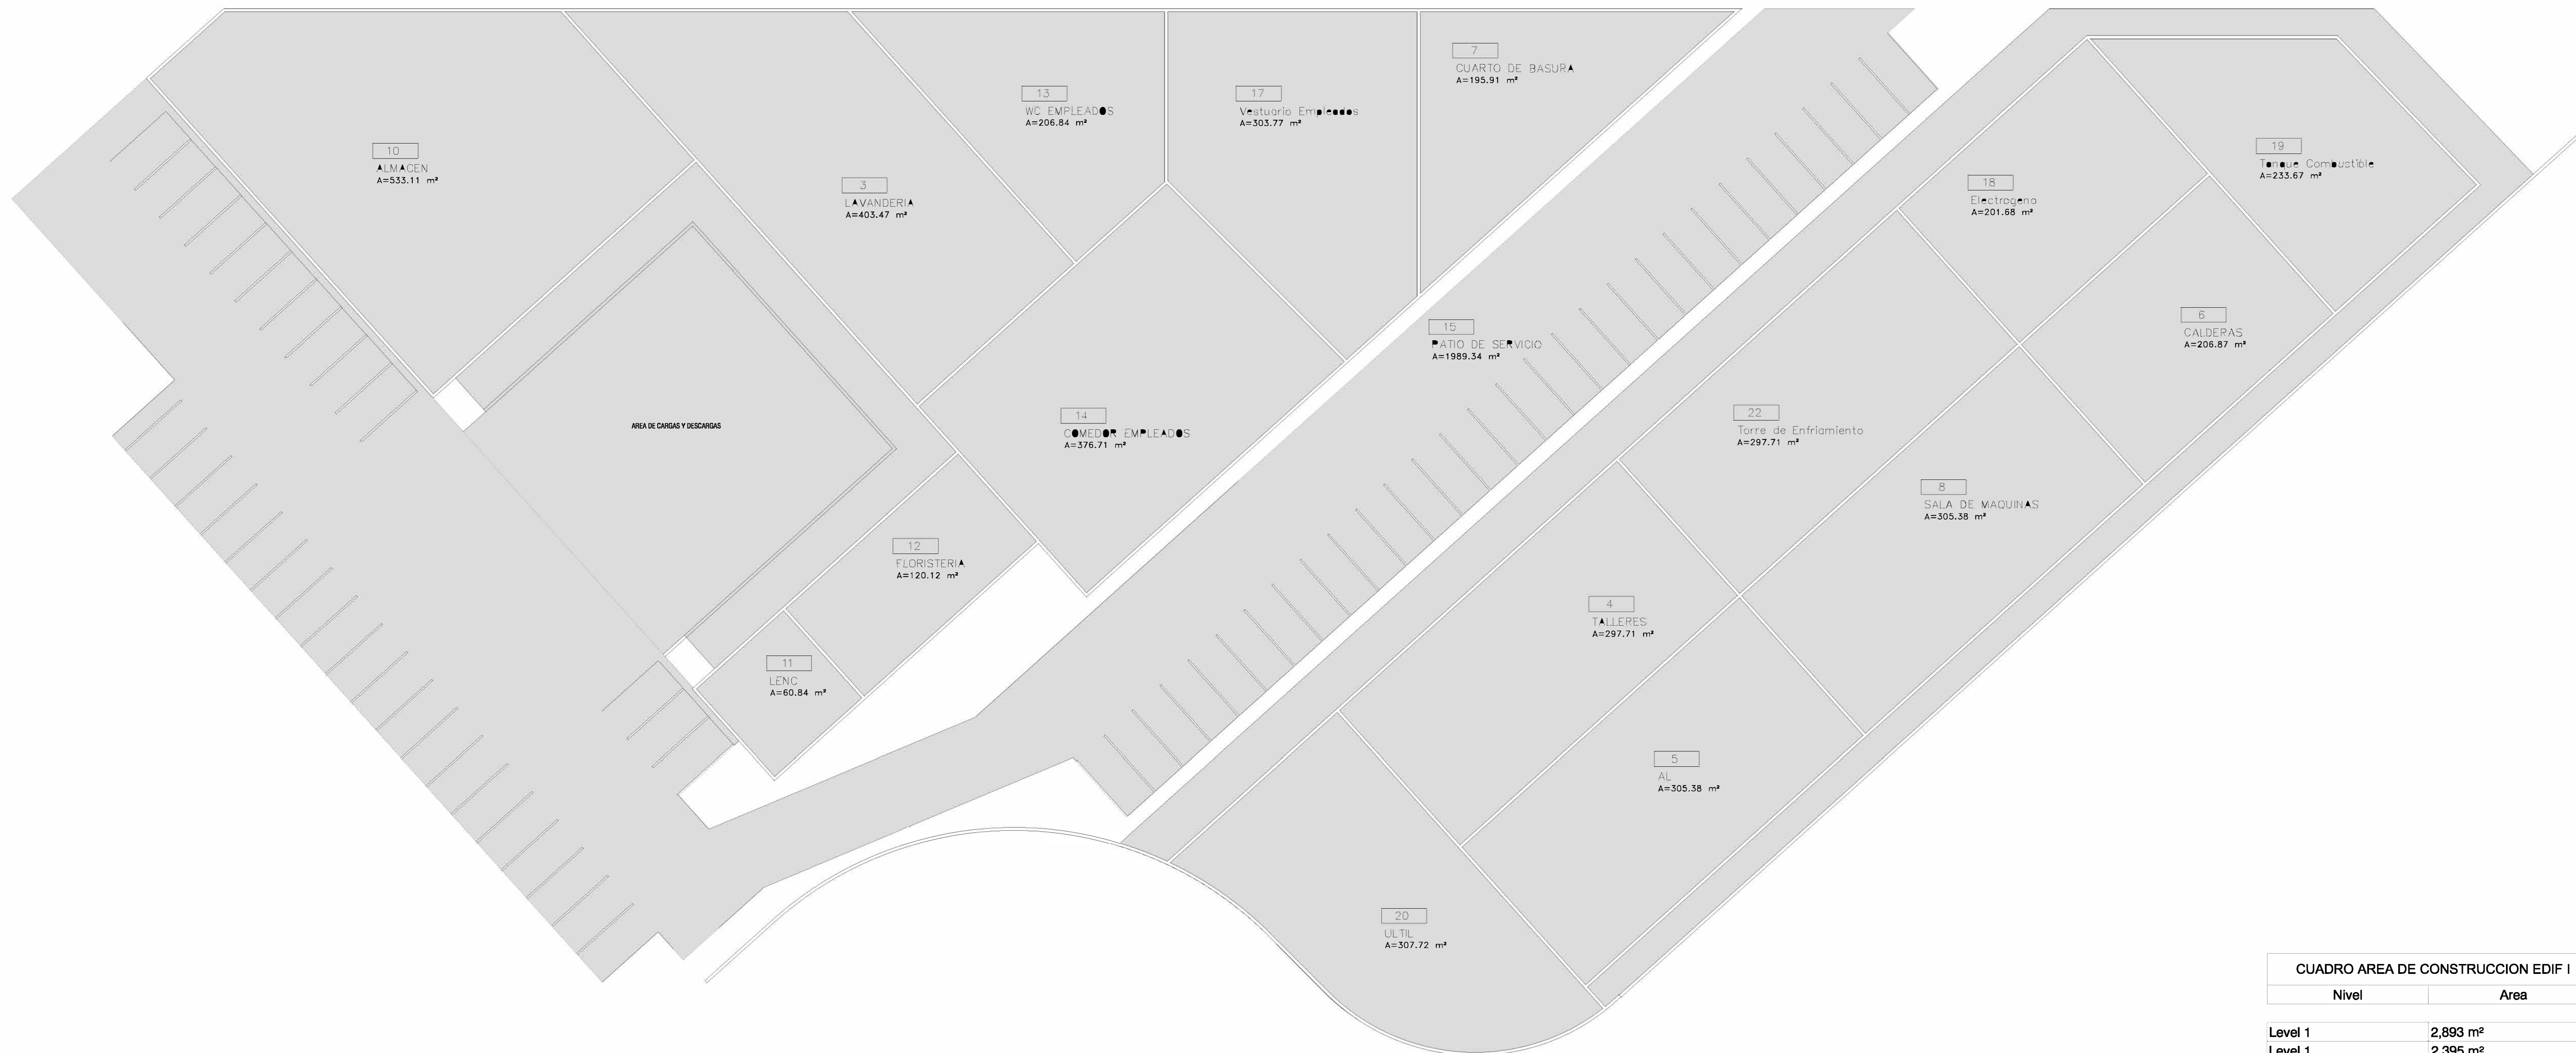 7
CUARTO DE BASURA
A=195.91 m²
13
WC EMPLEADOS
A=206.84 m²
17
Vestuario Empleados
A=303.77 m²
10
ALMACEN
A=533.11 m²
19
Tanque Combustible
A=233.67 m²
3
LAVANDERIA
A=403.47 m²
18
Electrogeno
A=201.68 m²
6
CALDERAS
A=206.87 m²
15
PATIO DE SERVICIO
A=1989.34 m²
AREA DE CARGAS Y DESCARGAS
14
COMEDOR EMPLEADOS
A=376.71 m²
22
Torre de Enfriamiento
A=297.71 m²
8
SALA DE MAQUINAS
A=305.38 m²
12
FLORISTERIA
A=120.12 m²
4
TALLERES
A=297.71 m²
11
LENC
A=60.84 m²
5
AL
A=305.38 m²
20
ULTIL
A=307.72 m²
CUADRO AREA DE CONSTRUCCION EDIF I
Nivel Area
Level 1 2,893 m²
Level 1 2,395 m²